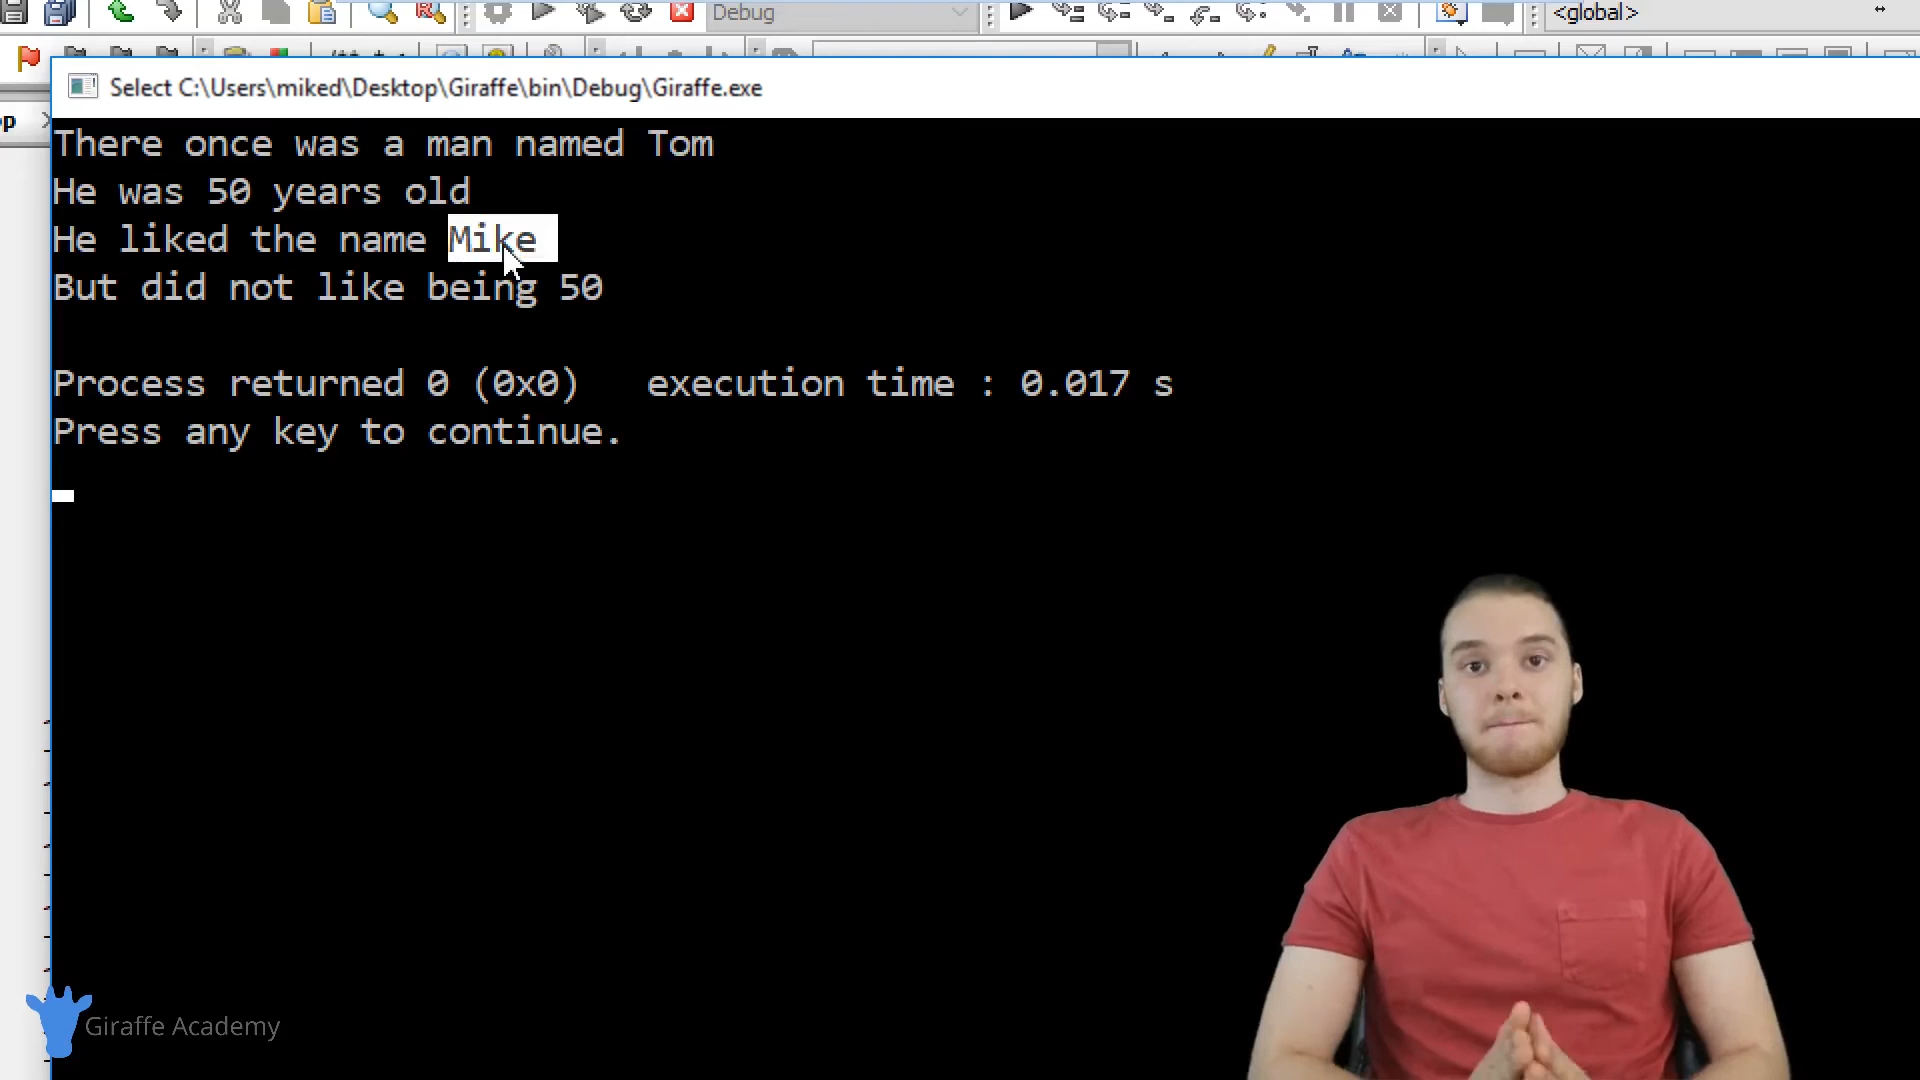 Debug
<global>
Select C:\Users\miked\Desktop\Giraffe\bin\Debug\Giraffe.exe
There once was a man named Tom
He was 50 years old
He liked the name Mike
But did not like being 50
Process returned 0 (0x0)   execution time : 0.017 s
Press any key to continue.
Giraffe Academy